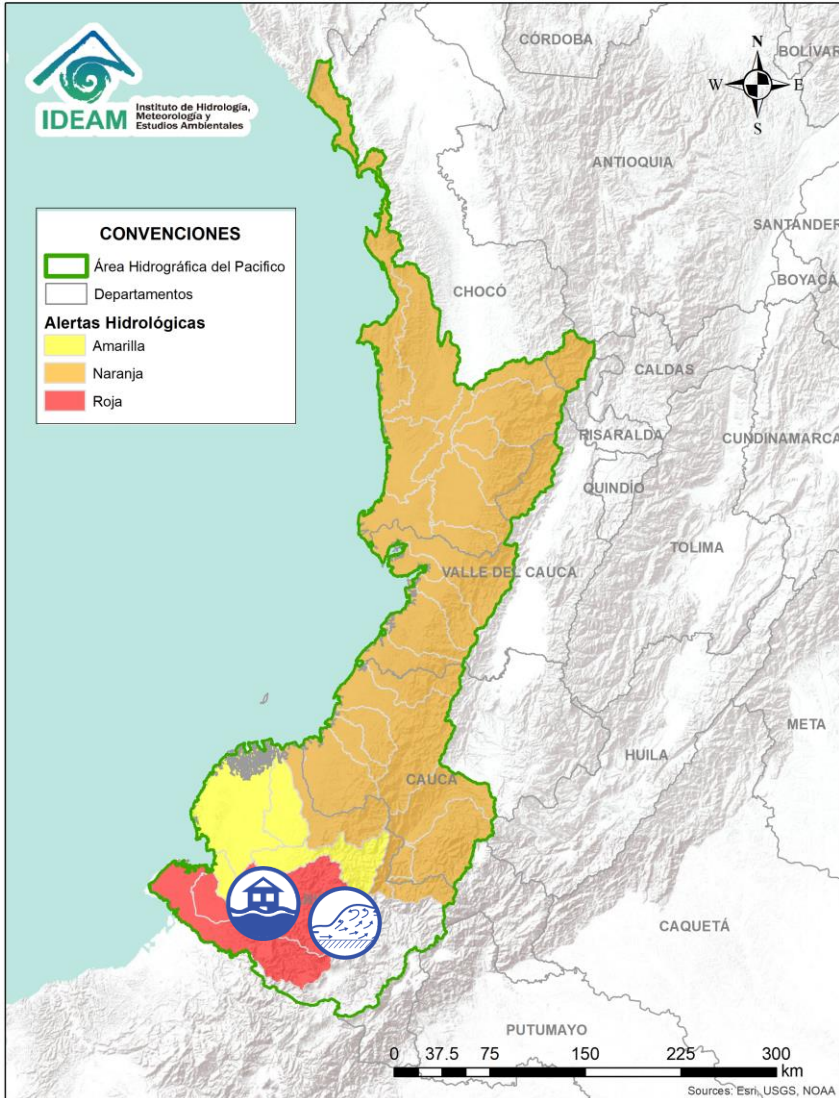 IDEAM
Instituto de Hidrología,
Meteorología y
Estudios Ambientales
N
W E
S
CÓRDOBA
BOLÍVAR
ANTIOQUIA
SANTANDER
BOYACÁ
CHOCÓ
CALDAS
RISARALDA
CUNDINAMARCA
QUINDÍO
TOLIMA
VALLE DEL CAUCA
META
HUILA
CAUCA
CAQUETÁ
PUTUMAYO
CONVENCIONES
Área Hidrográfica del Pacifico
Departamentos
Alertas Hidrológicas
Amarilla
Naranja
Roja
0 37.5 75 150 225 300
km
Sources: Esri, USGS, NOAA